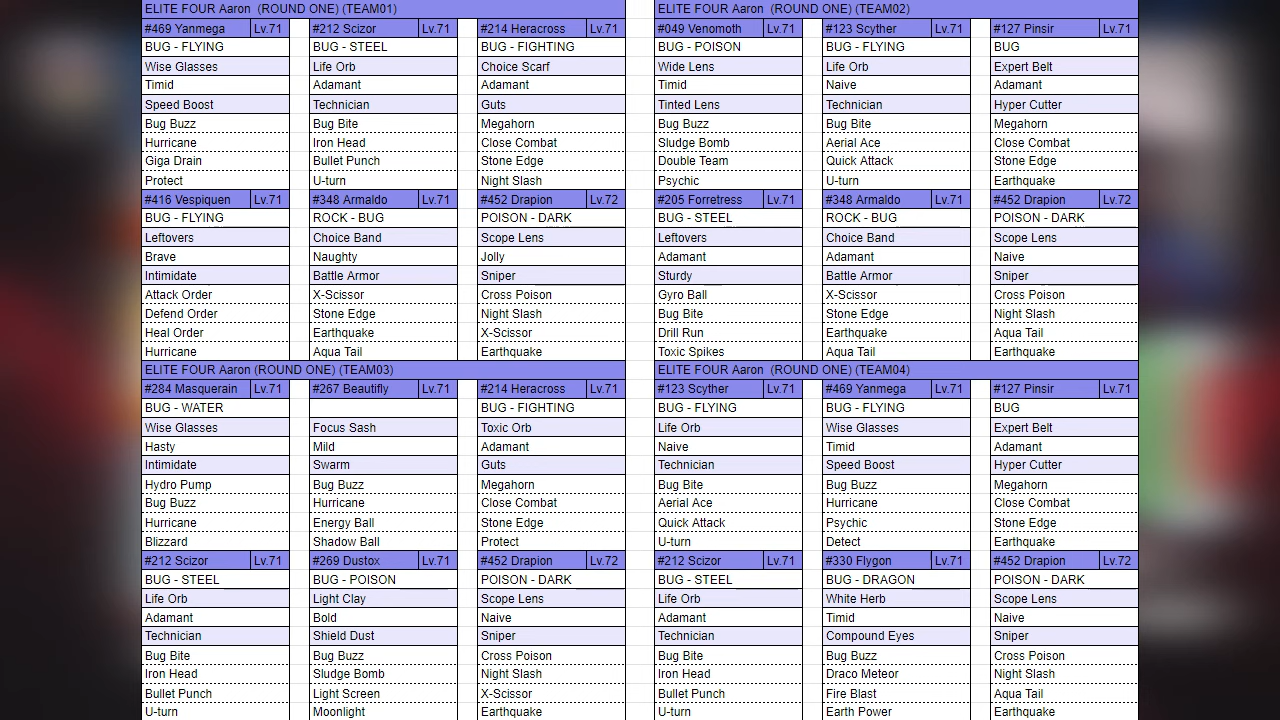 ELITE FOUR Aaron  (ROUND ONE) (TEAM01)
ELITE FOUR Aaron  (ROUND ONE) (TEAM02)
#469 Yanmega Lv.71 #212 Scizor Lv.71 #214 Heracross Lv.71 #049 Venomoth Lv.71 #123 Scyther Lv.71 #127 Pinsir Lv.71
BUG - FLYING BUG - STEEL BUG - FIGHTING BUG - POISON BUG - FLYING BUG
Wise Glasses Life Orb Choice Scarf Wide Lens Life Orb Expert Belt
Timid Adamant Adamant Timid Naive Adamant
Speed Boost Technician Guts Tinted Lens Technician Hyper Cutter
Bug Buzz Bug Bite Megahorn Bug Buzz Bug Bite Megahorn
Hurricane Iron Head Close Combat Sludge Bomb Aerial Ace Close Combat
Giga Drain Bullet Punch Stone Edge Double Team Quick Attack Stone Edge
Protect U-turn Night Slash Psychic U-turn Earthquake
#416 Vespiquen Lv.71 #348 Armaldo Lv.71 #452 Drapion Lv.72 #205 Forretress Lv.71 #348 Armaldo Lv.71 #452 Drapion Lv.72
BUG - FLYING ROCK - BUG POISON - DARK BUG - STEEL ROCK - BUG POISON - DARK
Leftovers Choice Band Scope Lens Leftovers Choice Band Scope Lens
Brave Naughty Jolly Adamant Adamant Naive
Intimidate Battle Armor Sniper Sturdy Battle Armor Sniper
Attack Order X-Scissor Cross Poison Gyro Ball X-Scissor Cross Poison
Defend Order Stone Edge Night Slash Bug Bite Stone Edge Night Slash
Heal Order Earthquake X-Scissor Drill Run Earthquake Aqua Tail
Hurricane Aqua Tail Earthquake Toxic Spikes Aqua Tail Earthquake
ELITE FOUR Aaron (ROUND ONE) (TEAM03)
ELITE FOUR Aaron  (ROUND ONE) (TEAM04)
#284 Masquerain Lv.71 #267 Beautifly Lv.71 #214 Heracross Lv.71 #123 Scyther Lv.71 #469 Yanmega Lv.71 #127 Pinsir Lv.71
BUG - WATER BUG - FIGHTING BUG - FLYING BUG - FLYING BUG
Wise Glasses Focus Sash Toxic Orb Life Orb Wise Glasses Expert Belt
Hasty Mild Adamant Naive Timid Adamant
Intimidate Swarm Guts Technician Speed Boost Hyper Cutter
Hydro Pump Bug Buzz Megahorn Bug Bite Bug Buzz Megahorn
Bug Buzz Hurricane Close Combat Aerial Ace Hurricane Close Combat
Hurricane Energy Ball Stone Edge Quick Attack Psychic Stone Edge
Blizzard Shadow Ball Protect U-turn Detect Earthquake
#212 Scizor Lv.71 #269 Dustox Lv.71 #452 Drapion Lv.72 #212 Scizor Lv.71 #330 Flygon Lv.71 #452 Drapion Lv.72
BUG - STEEL BUG - POISON POISON - DARK BUG - STEEL BUG - DRAGON POISON - DARK
Life Orb Light Clay Scope Lens Life Orb White Herb Scope Lens
Adamant Bold Naive Adamant Timid Naive
Technician Shield Dust Sniper Technician Compound Eyes Sniper
Bug Bite Bug Buzz Cross Poison Bug Bite Bug Buzz Cross Poison
Iron Head Sludge Bomb Night Slash Iron Head Draco Meteor Night Slash
Bullet Punch Light Screen X-Scissor Bullet Punch Fire Blast Aqua Tail
U-turn Moonlight Earthquake U-turn Earth Power Earthquake